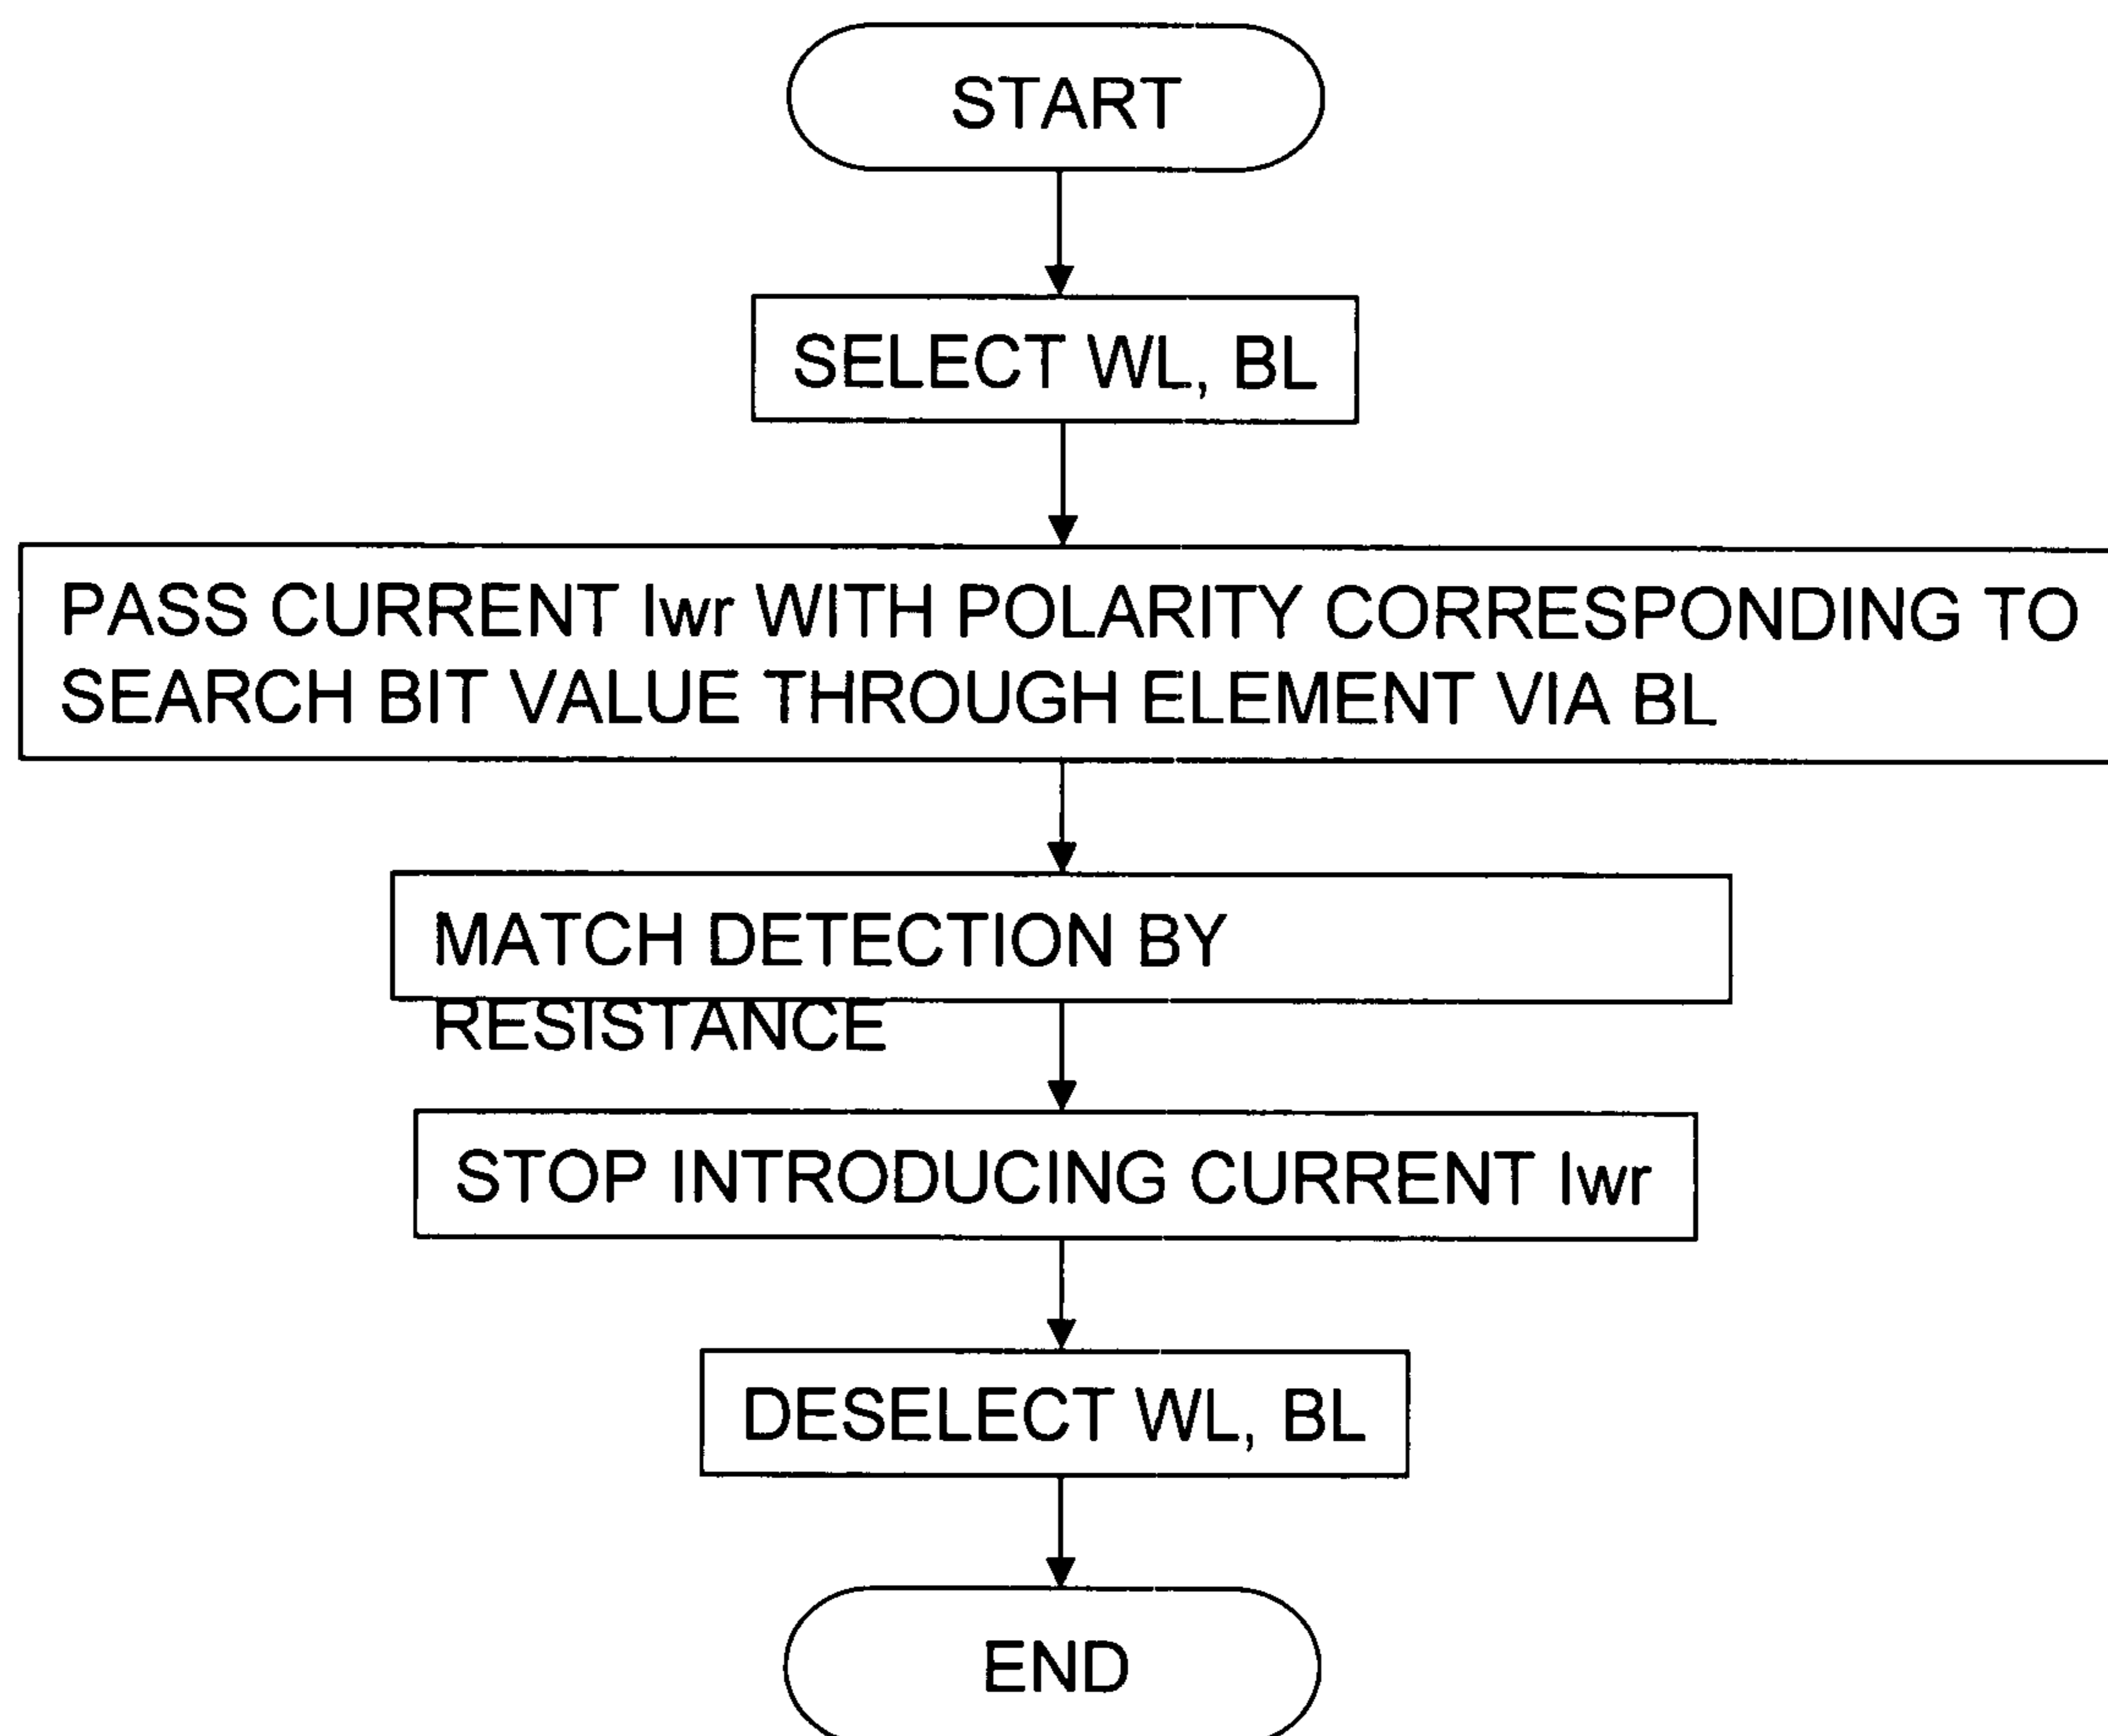 START
SELECT WL, BL
PASS CURRENT Iwr WITH POLARITY CORRESPONDING TO
SEARCH BIT VALUE THROUGH ELEMENT VIA BL
MATCH DETECTION BY
RESISTANCE
STOP INTRODUCING CURRENT Iwr
DESELECT WL, BL
END